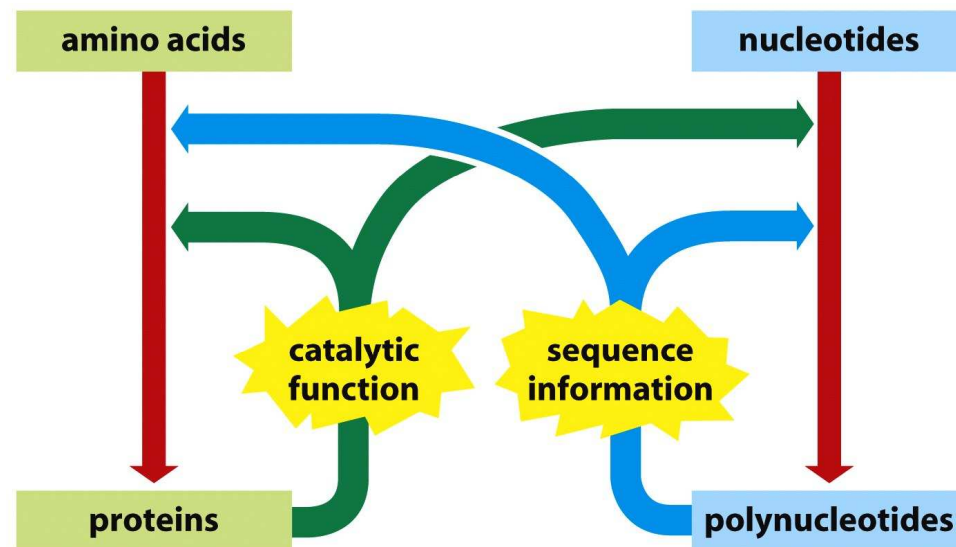 amino acids
nucleotides
catalytic
function
sequence
information
proteins
polynucleotides